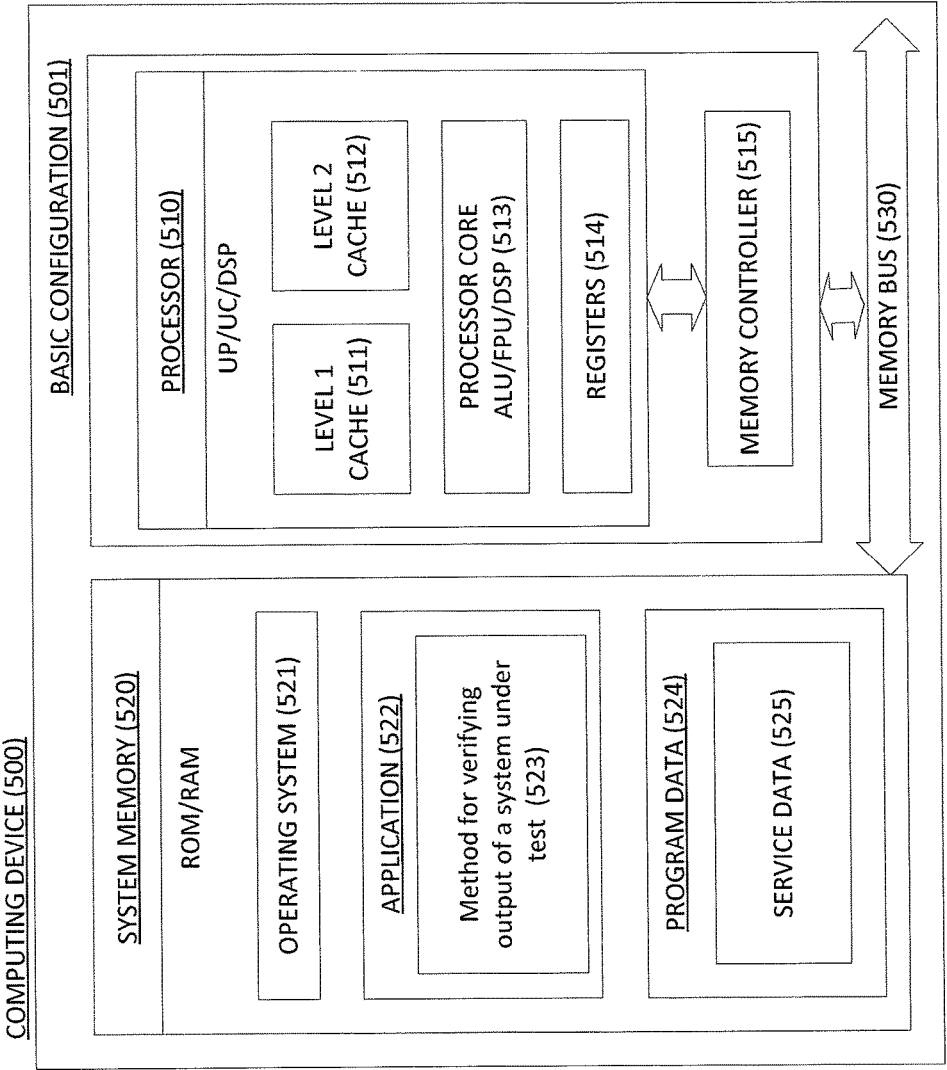 COMPUTING DEVICE (500)
BASIC CONFIGURATION (501)
SYSTEM MEMORY (520)
ROM/RAM
OPERATING SYSTEM (521)
APPLICATION (522)
Method for verifying
output of a system under
test (523)
PROGRAM DATA (524)
SERVICE DATA (525)
PROCESSOR (510)
UP/UC/DSP
LEVEL 1
CACHE (511)
LEVEL 2
CACHE (512)
PROCESSOR CORE
ALU/FPU/DSP (513)
REGISTERS (514)
MEMORY CONTROLLER (515)
MEMORY BUS (530)